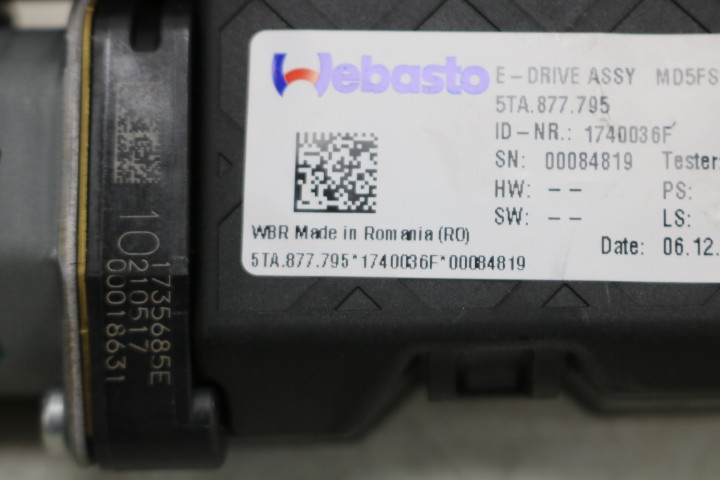 Webasto
E-DRIVE ASSY MD5FS
5TA.877.795
ID-NR.: 1740036F
SN: 00084819 Tester:
HW: -- PS:
SW: -- LS:
WBR Made in Romania (RO)
Date: 06.12.
5TA.877.795*1740036F*00084819
10
1735685E
210517
00018631